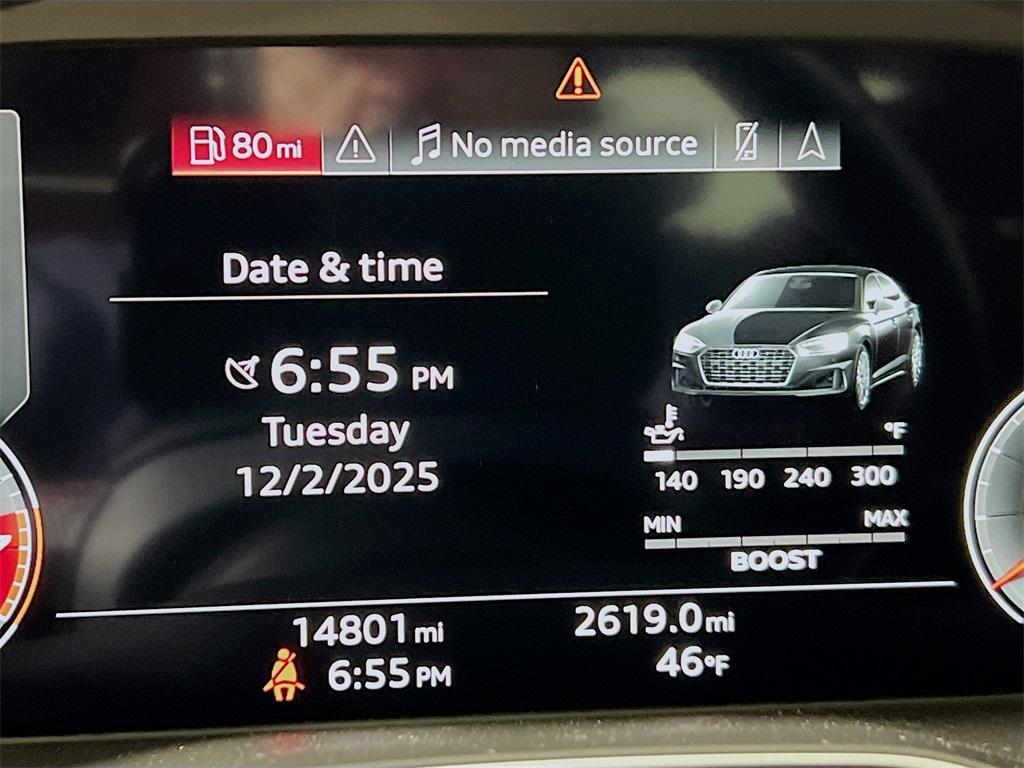 80 mi No media source
Date & time
6:55 PM
Tuesday
12/2/2025
°F
140 190 240 300
MIN MAX
BOOST
14801 mi 2619.0 mi
6:55 PM 46°F